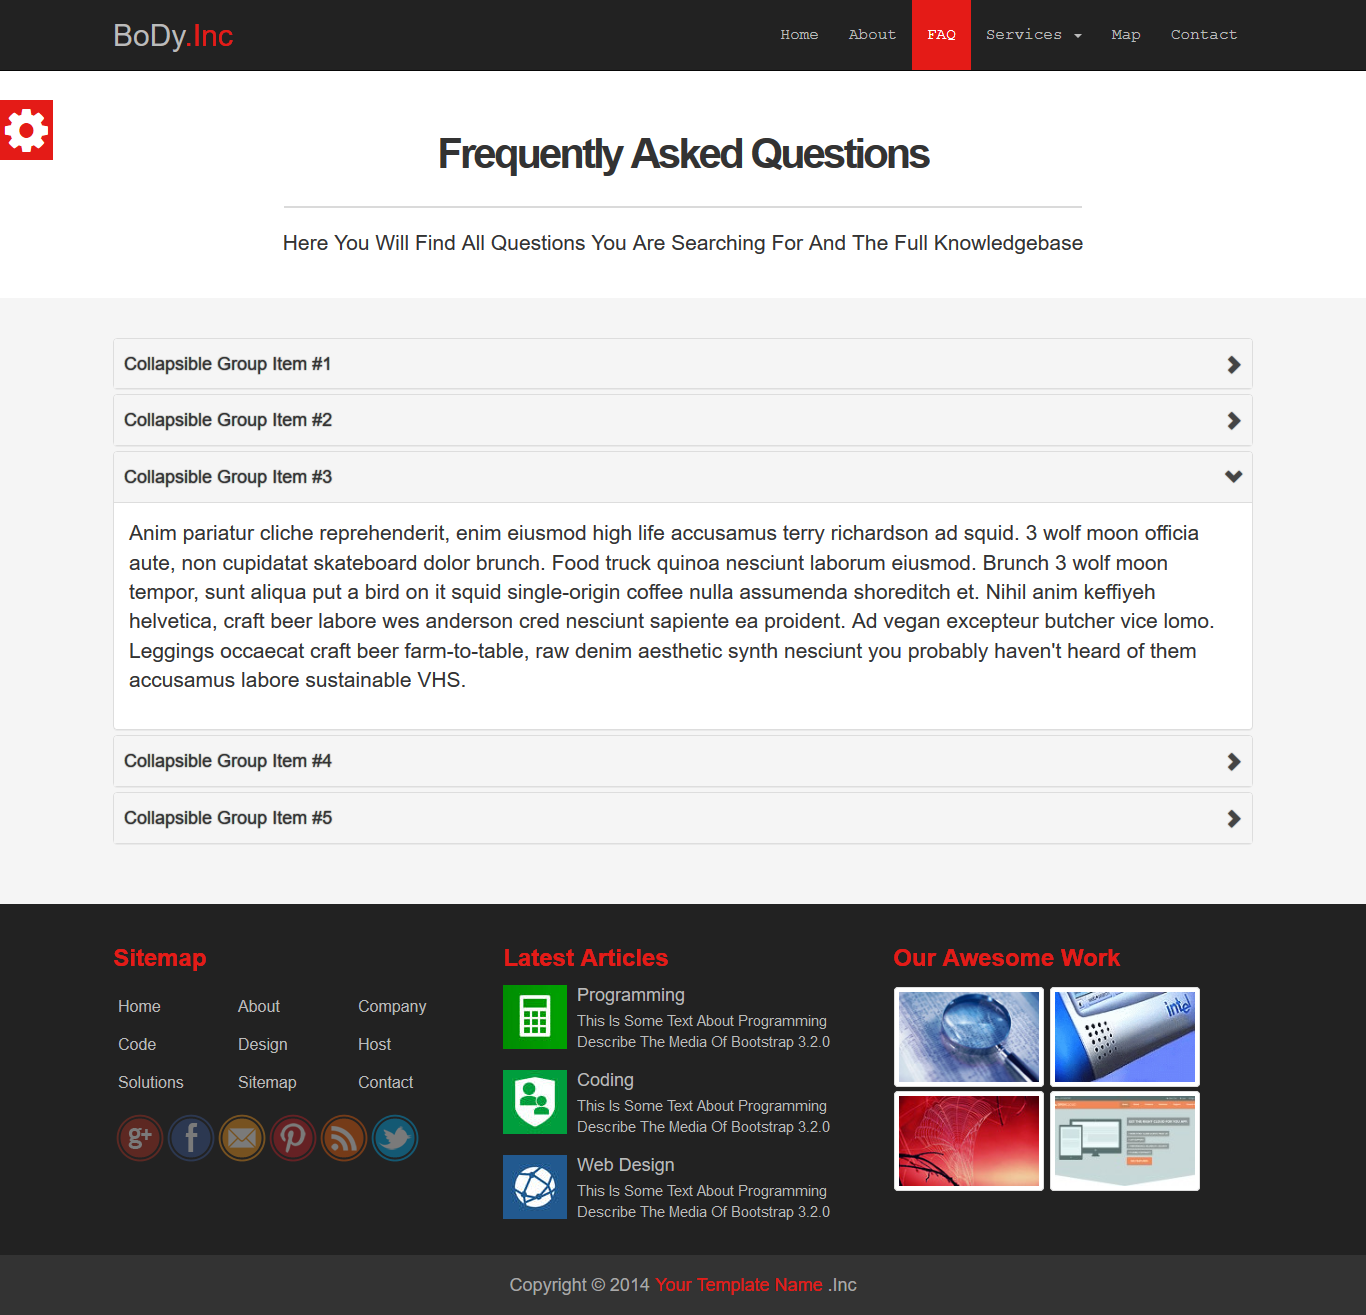 BoDy.Inc
Home About FAQ Services Map Contact
Frequently Asked Questions
Here You Will Find All Questions You Are Searching For And The Full Knowledgebase
Collapsible Group Item #1
Collapsible Group Item #2
Collapsible Group Item #3
Anim pariatur cliche reprehenderit, enim eiusmod high life accusamus terry richardson ad squid. 3 wolf moon officia
aute, non cupidatat skateboard dolor brunch. Food truck quinoa nesciunt laborum eiusmod. Brunch 3 wolf moon
tempor, sunt aliqua put a bird on it squid single-origin coffee nulla assumenda shoreditch et. Nihil anim keffiyeh
helvetica, craft beer labore wes anderson cred nesciunt sapiente ea proident. Ad vegan excepteur butcher vice lomo.
Leggings occaecat craft beer farm-to-table, raw denim aesthetic synth nesciunt you probably haven't heard of them
accusamus labore sustainable VHS.
Collapsible Group Item #4
Collapsible Group Item #5
Sitemap
Home About Company
Code Design Host
Solutions Sitemap Contact
g+ f
Latest Articles
Programming
This Is Some Text About Programming
Describe The Media Of Bootstrap 3.2.0
Coding
This Is Some Text About Programming
Describe The Media Of Bootstrap 3.2.0
Web Design
This Is Some Text About Programming
Describe The Media Of Bootstrap 3.2.0
Our Awesome Work
intel
Copyright © 2014 Your Template Name .Inc